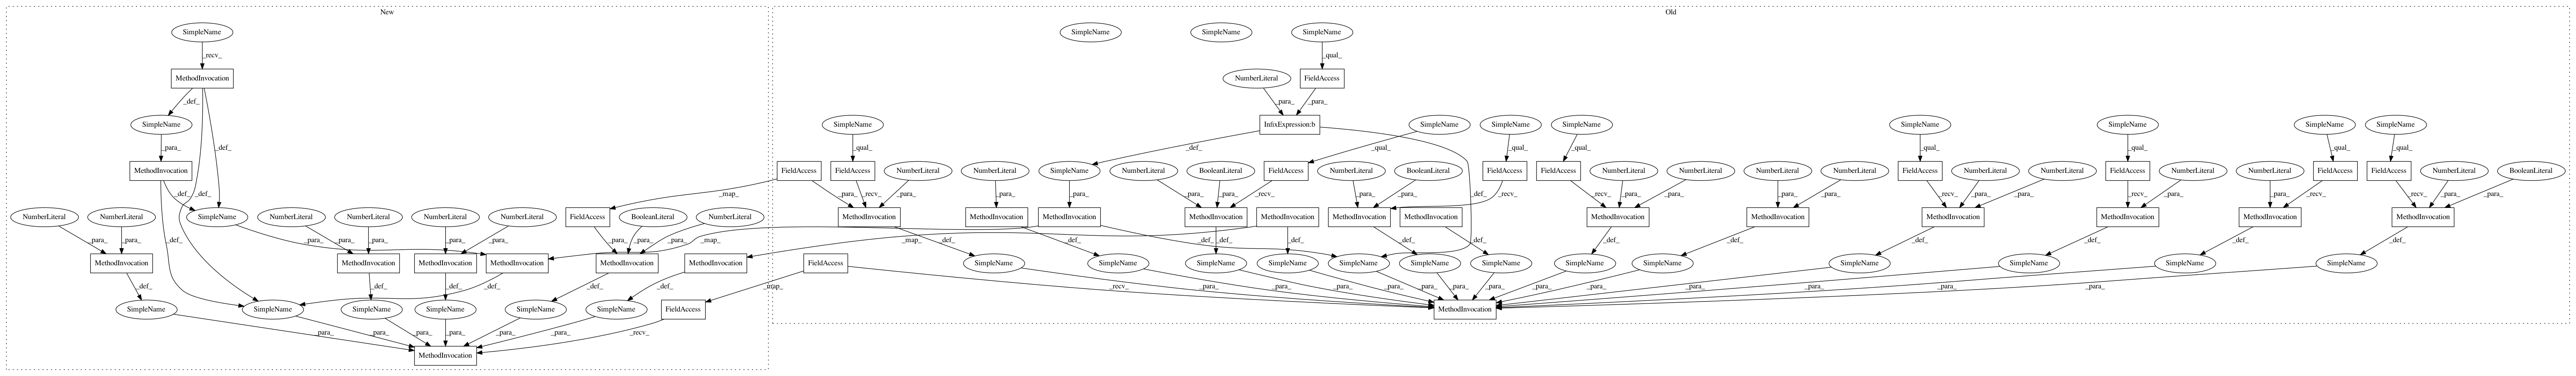 New
Old
SimpleName
SimpleName
SimpleName
SimpleName
_recv_
_qual_
MethodInvocation
NumberLiteral
FieldAccess
_def_
_para_
_para_
SimpleName
SimpleName
InfixExpression:b
SimpleName
SimpleName
SimpleName
SimpleName
SimpleName
SimpleName
SimpleName
_para_
_def_
_qual_
_def_
_qual_
_qual_
_qual_
_qual_
_qual_
_qual_
_qual_
MethodInvocation
FieldAccess
FieldAccess
NumberLiteral
NumberLiteral
SimpleName
NumberLiteral
BooleanLiteral
FieldAccess
NumberLiteral
BooleanLiteral
FieldAccess
FieldAccess
NumberLiteral
NumberLiteral
NumberLiteral
NumberLiteral
FieldAccess
NumberLiteral
NumberLiteral
FieldAccess
NumberLiteral
NumberLiteral
FieldAccess
FieldAccess
NumberLiteral
BooleanLiteral
_def_
_def_
_map_
_para_
_recv_
_para_
_para_
_para_
_para_
_para_
_recv_
_para_
_para_
_recv_
_def_
_recv_
_para_
_para_
_para_
_para_
_recv_
_para_
_para_
_recv_
_para_
_para_
_recv_
_recv_
_para_
_para_
NumberLiteral
NumberLiteral
SimpleName
NumberLiteral
NumberLiteral
NumberLiteral
NumberLiteral
FieldAccess
BooleanLiteral
NumberLiteral
MethodInvocation
MethodInvocation
MethodInvocation
MethodInvocation
MethodInvocation
MethodInvocation
MethodInvocation
MethodInvocation
MethodInvocation
MethodInvocation
MethodInvocation
MethodInvocation
MethodInvocation
_para_
_para_
_def_
_para_
_para_
_para_
_para_
_para_
_para_
_para_
_para_
_map_
_map_
_def_
_def_
_def_
_def_
_def_
_def_
_def_
_def_
_def_
_def_
_def_
_def_
_def_
MethodInvocation
MethodInvocation
MethodInvocation
MethodInvocation
MethodInvocation
MethodInvocation
FieldAccess
SimpleName
SimpleName
SimpleName
SimpleName
SimpleName
SimpleName
SimpleName
SimpleName
SimpleName
SimpleName
SimpleName
SimpleName
SimpleName
_def_
_def_
_def_
_def_
_def_
_def_
_map_
_recv_
_para_
_para_
_para_
_para_
_para_
_para_
_para_
_para_
_para_
_para_
_para_
_para_
_para_
SimpleName
SimpleName
SimpleName
SimpleName
SimpleName
SimpleName
FieldAccess
MethodInvocation
_para_
_para_
_para_
_para_
_para_
_para_
_recv_
MethodInvocation